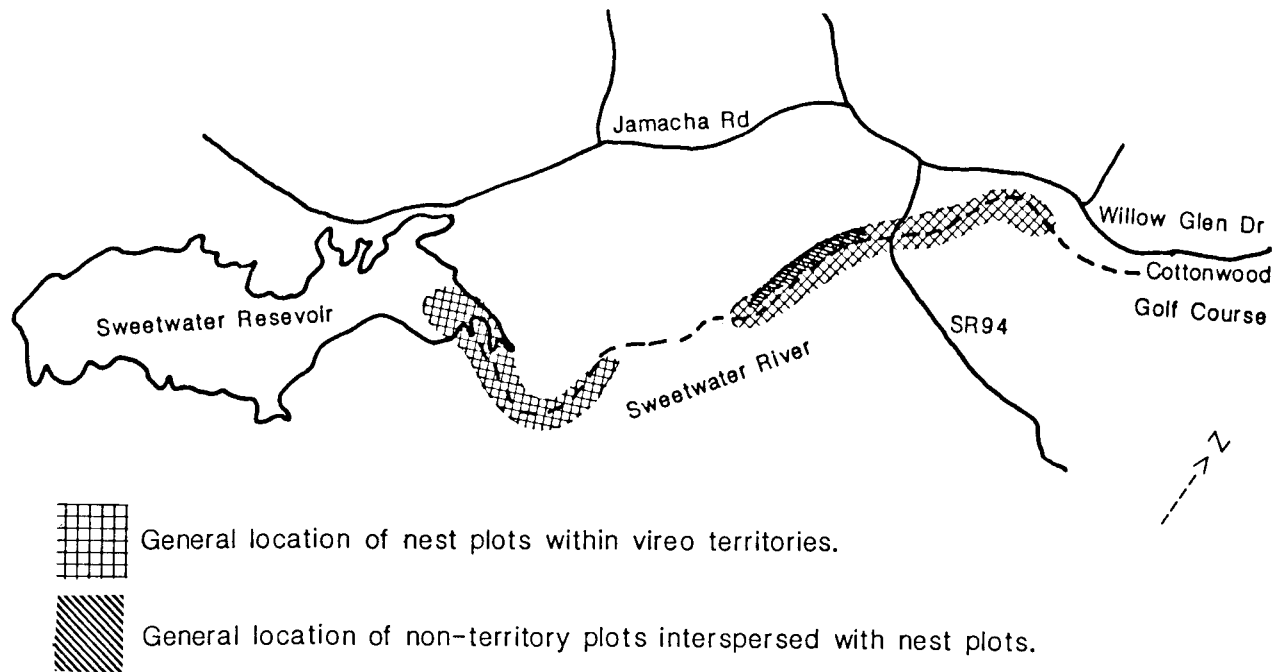 Jamacha Rd
Willow Glen Dr
Cottonwood
Golf Course
Sweetwater Resevoir
SR94
Sweetwater River
N
General location of nest plots within vireo territories.
General location of non-territory plots interspersed with nest plots.